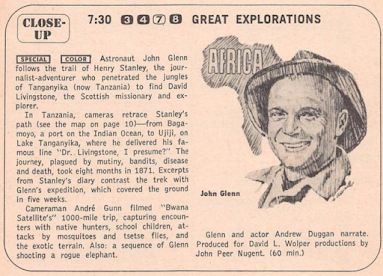 CLOSE-
UP
7:30 3 4 7 8 GREAT EXPLORATIONS
SPECIAL COLOR Astronaut John Glenn
follows the trail of Henry Stanley, the jour-
nalist-adventurer who penetrated the jungles
of Tanganyika (now Tanzania) to find David
Livingstone, the Scottish missionary and ex-
plorer.
In Tanzania, cameras retrace Stanley's
path (see the map on page 10)—from Baga-
moyo, a port on the Indian Ocean, to Ujiji, on
Lake Tanganyika, where he delivered his fa-
mous line "Dr. Livingstone, I presume?" The
journey, plagued by mutiny, bandits, disease
and death, took eight months in 1871. Excerpts
from Stanley's diary contrast the trek with
Glenn's expedition, which covered the ground
in five weeks.
Cameraman André Gunn filmed "Bwana
Satellite's" 1000-mile trip, capturing encoun-
ters with native hunters, school children, at-
tacks by mosquitoes and tsetse flies, and
the exotic terrain. Also: a sequence of Glenn
shooting a rogue elephant.
AFRICA
John Glenn
Glenn and actor Andrew Duggan narrate.
Produced for David L. Wolper productions by
John Peer Nugent. (60 min.)